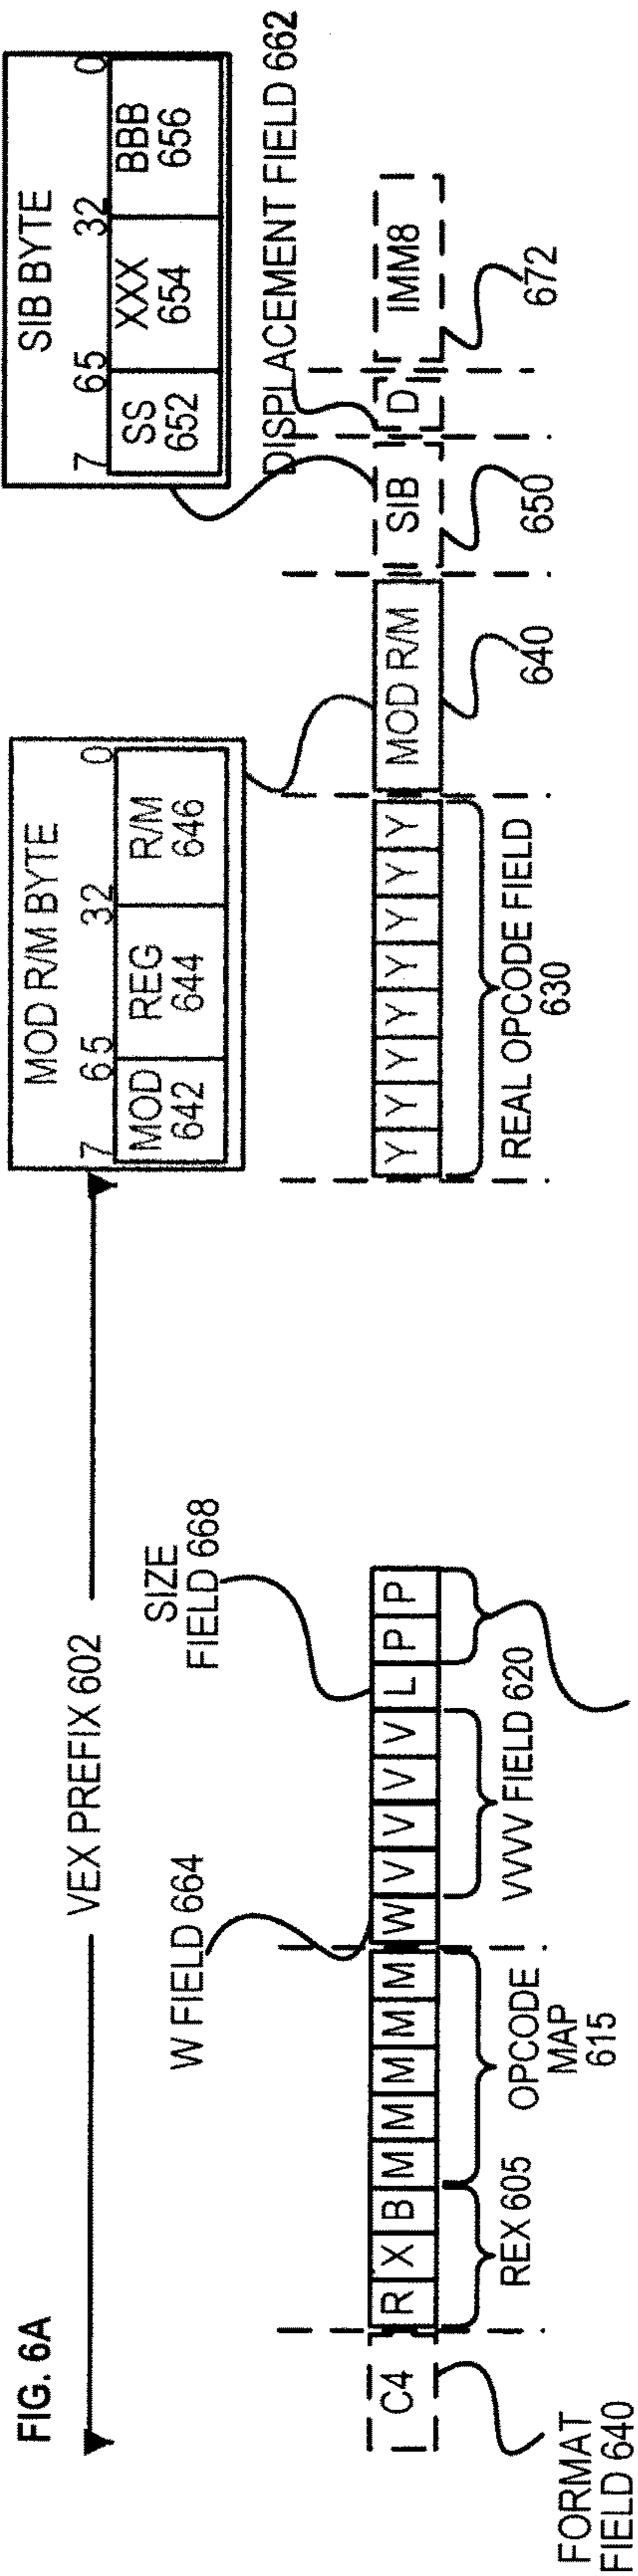 FIG. 6A
VEX PREFIX 602
MOD R/M BYTE
7 6 5 3 2 0
MOD REG R/M
642 644 646
SIB BYTE
7 6 5 3 2 0
SS XXX BBB
652 654 656
W FIELD 664
SIZE
FIELD 668
DISPLACEMENT FIELD 662
C4 R X B M M M M M W V V V V L P P Y Y Y Y Y Y Y Y MOD R/M SIB D IMM8
FORMAT
FIELD 640
REX 605
OPCODE
MAP
615
VVVV FIELD 620
REAL OPCODE FIELD
630
640
650
672